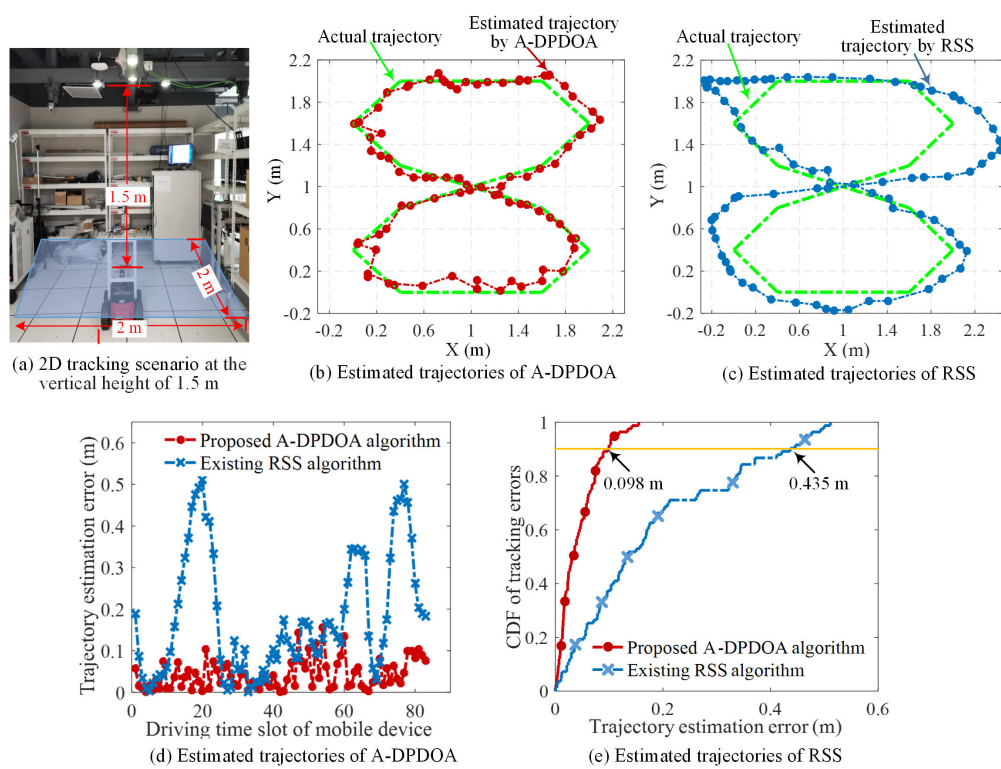 1.5 m
2 m
2 m
(a) 2D tracking scenario at the
vertical height of 1.5 m
Actual trajectory
Estimated trajectory
by A-DPDOA
2.2
1.8
1.4
1
0.6
0.2
-0.2
Y (m)
-0.2
0.2
0.6
1
1.4
1.8
2.2
X (m)
(b) Estimated trajectories of A-DPDOA
Actual trajectory
Estimated
trajectory by RSS
2.2
1.8
1.4
1
0.6
0.2
-0.2
Y (m)
-0.2
0.2
0.6
1
1.4
1.8
2.2
X (m)
(c) Estimated trajectories of RSS
Proposed A-DPDOA algorithm
Existing RSS algorithm
0.6
0.5
0.4
0.3
0.2
0.1
0
Trajectory estimation error (m)
0
20
40
60
80
Driving time slot of mobile device
(d) Estimated trajectories of A-DPDOA
1
0.8
0.6
0.4
0.2
0
CDF of tracking errors
0.098 m
0.435 m
Proposed A-DPDOA algorithm
Existing RSS algorithm
0
0.2
0.4
0.6
Trajectory estimation error (m)
(e) Estimated trajectories of RSS